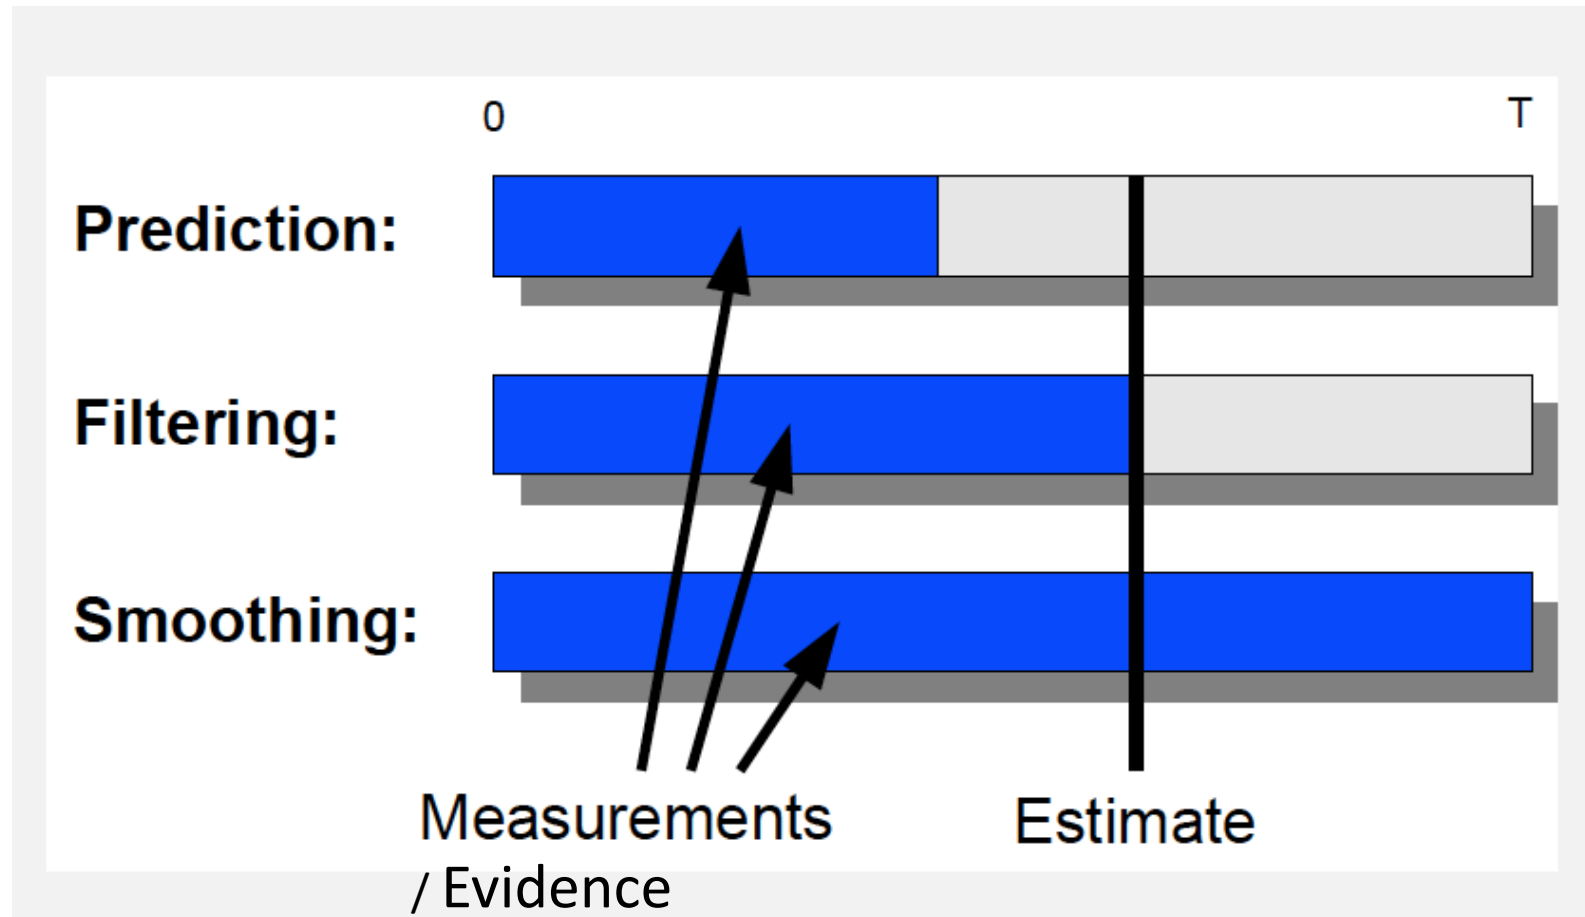 0
T
Prediction:
Filtering:
Smoothing:
Measurements
/ Evidence
Estimate